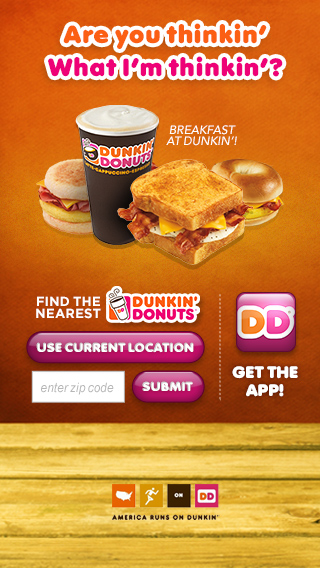 Are you thinkin'
What I'm thinkin'?
BREAKFAST
AT DUNKIN'!
DUNKIN'
DONUTS
FIND THE
NEAREST
DUNKIN'
DONUTS
USE CURRENT LOCATION
enter zip code
SUBMIT
DD
GET THE
APP!
ON
DD
AMERICA RUNS ON DUNKIN'